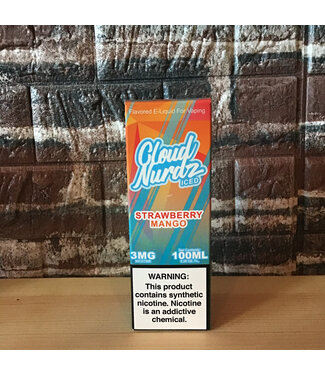 Flavored E-Liquid For Vaping
Cloud
Nurdz
ICED
STRAWBERRY
MANGO
3MG
100ML
WARNING:
This product
contains synthetic
nicotine. Nicotine
is an addictive
chemical.